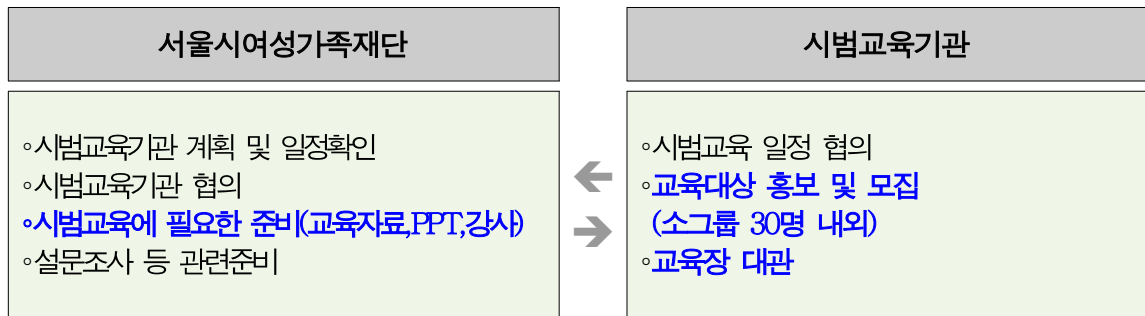 서울시여성가족재단
◦시범교육기관 계획 및 일정확인
◦시범교육기관 협의
◦시범교육에 필요한 준비(교육자료,PPT,강사)
◦설문조사 등 관련준비
시범교육기관
◦시범교육 일정 협의
◦교육대상 홍보 및 모집
(소그룹 30명 내외)
◦교육장 대관